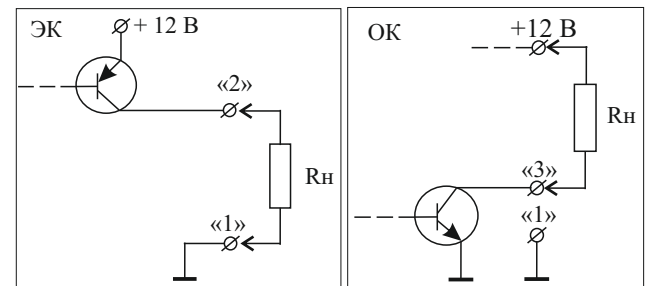 ЭК
+ 12 В
«2»
Rн
«1»
ОК
+12 В
Rн
«3»
«1»